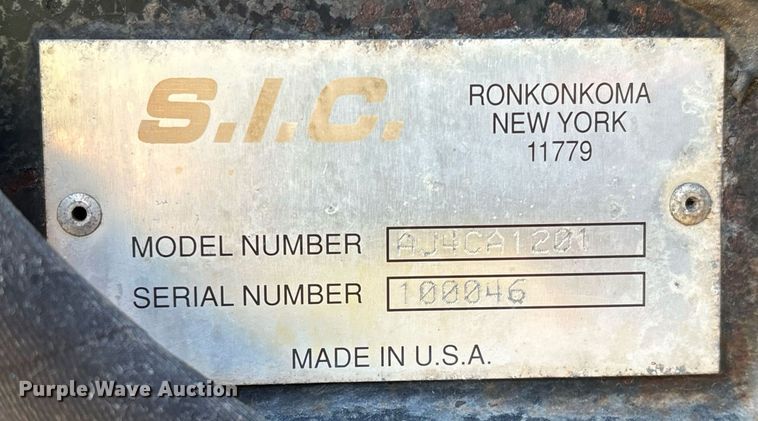 S.I.C.
RONKONKOMA
NEW YORK
11779
MODEL NUMBER AJ4CA1201
SERIAL NUMBER 100046
MADE IN U.S.A.
Purple Wave Auction